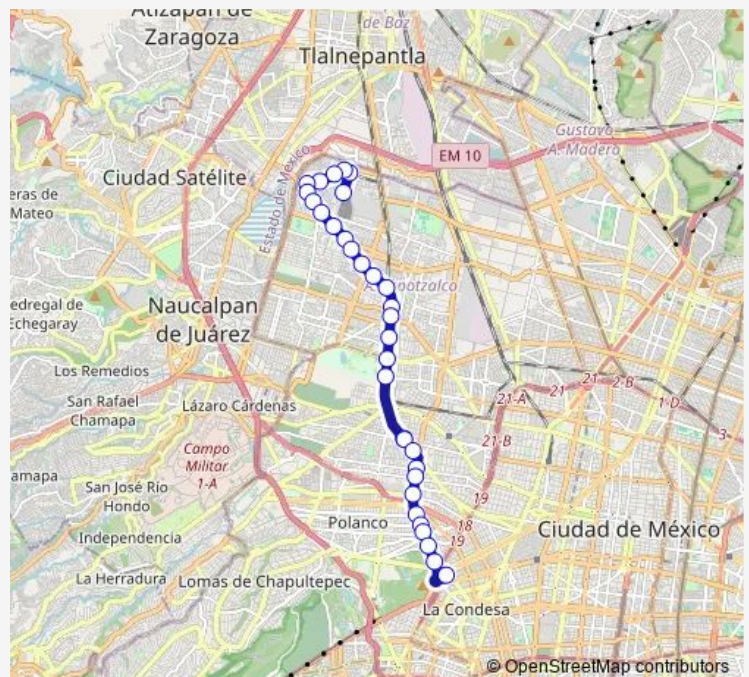 Atizapán de
Zaragoza
de Baz
Tlalnepantla
Gustavo
A. Madero
EM 10
Ciudad Satélite
Estado de México
eras de
Mateo
edregal de
Echegaray
Naucalpan
de Juárez
Los Remedios
San Rafael
Chamapa
Lázaro Cárdenas
21-A
21
21
2-B
1-D
3-
21-B
Campo
Militar
1-A
amapa
San José Río
Hondo
19
Independencia
Polanco
18
19
Ciudad de México
La Herradura
Lomas de Chapultepec
La Condesa
© OpenStreetMap contributors